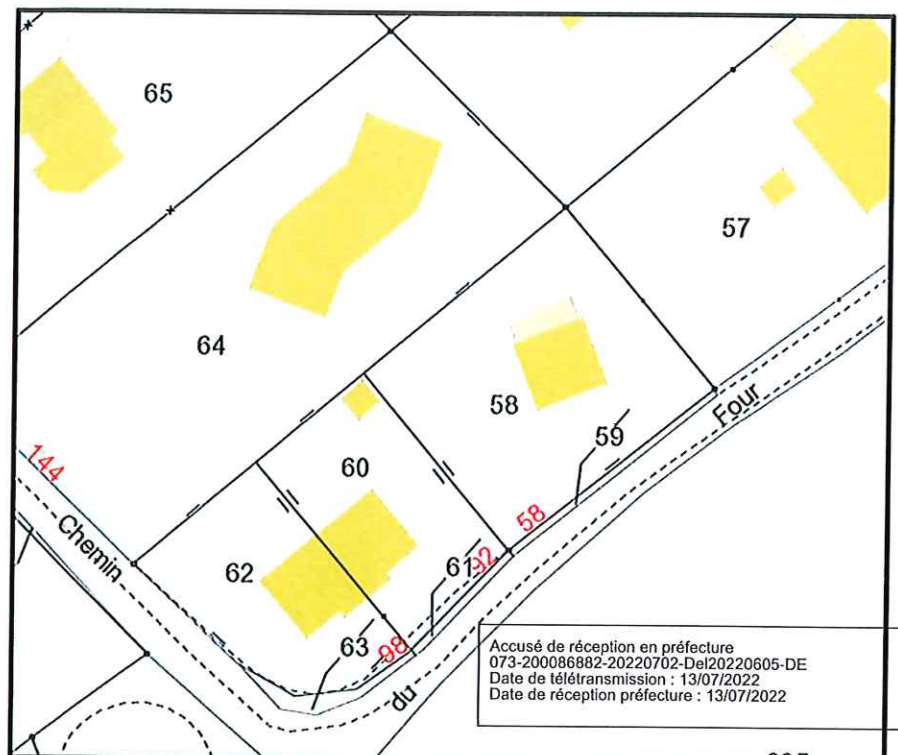 65
57
64
58
59
144
Chemin
60
58
62
61
92
63
98
du
Four
Accusé de réception en préfecture
073-200086882-20220702-Del20220605-DE
Date de télétransmission : 13/07/2022
Date de réception préfecture : 13/07/2022